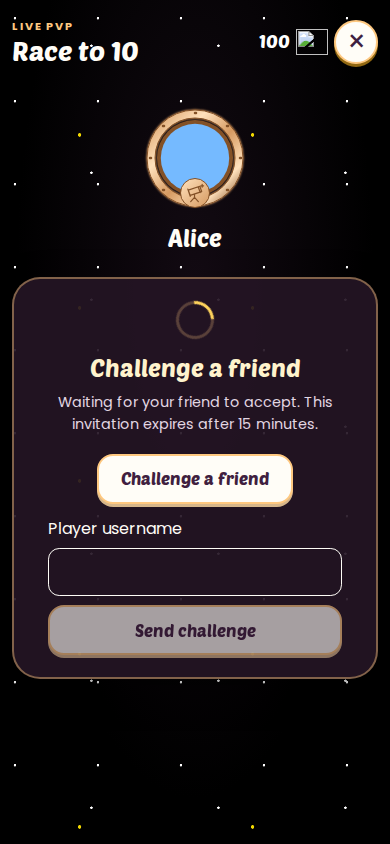 LIVE PVP
Race to 10
100
×
Alice
Challenge a friend
Waiting for your friend to accept. This
invitation expires after 15 minutes.
Challenge a friend
Player username
Send challenge